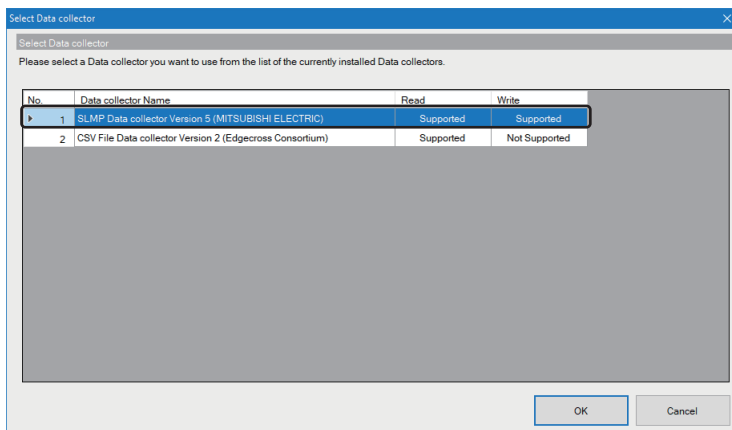 Select Data collector
Select Data collector
Please select a Data collector you want to use from the list of the currently installed Data collectors.
No. Data collector Name Read Write
1 SLMP Data collector Version 5 (MITSUBISHI ELECTRIC) Supported Supported
2 CSV File Data collector Version 2 (Edgecross Consortium) Supported Not Supported
OK Cancel